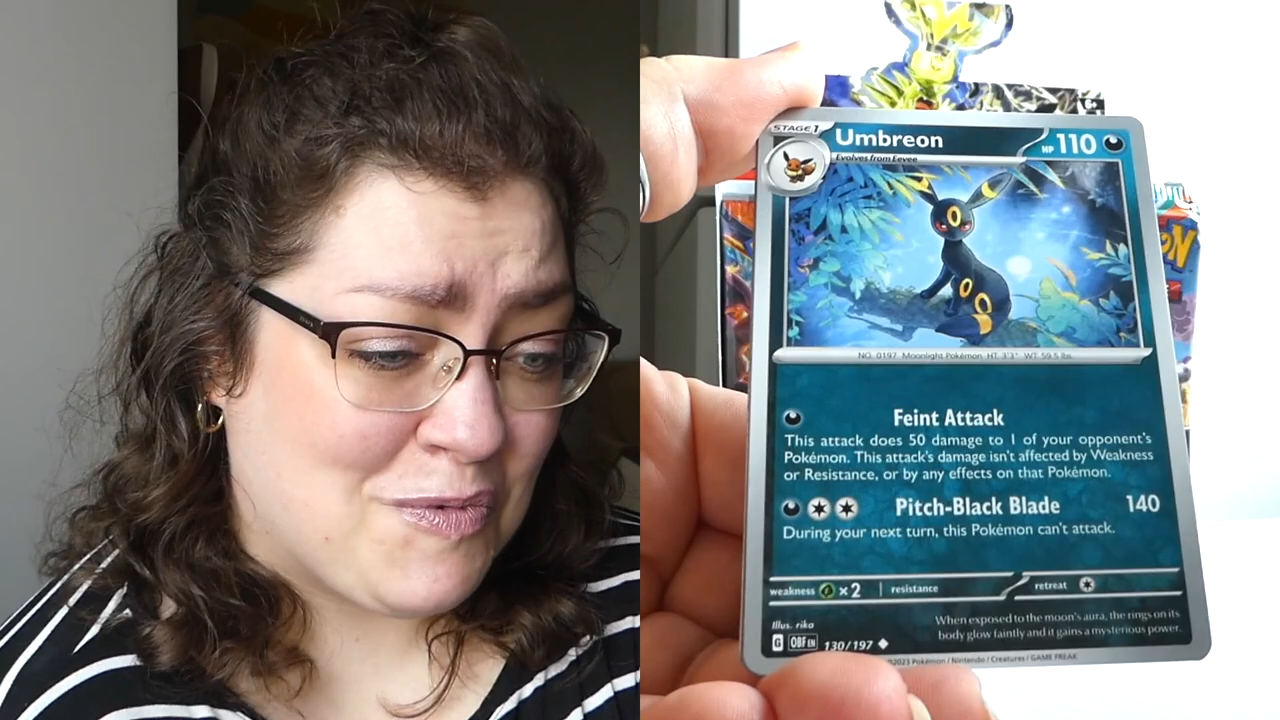 STAGE 1
Umbreon
HP 110
Evolves from Eevee
NO. 0197 Moonlight Pokémon HT: 3'3" WT: 59.5 lbs.
Feint Attack
This attack does 50 damage to 1 of your opponent's
Pokémon. This attack's damage isn't affected by Weakness
or Resistance, or by any effects on that Pokémon.
Pitch-Black Blade 140
During your next turn, this Pokémon can't attack.
weakness ×2 resistance retreat
Illus. rika
When exposed to the moon's aura, the rings on its
body glow faintly and it gains a mysterious power.
G OBF EN 130/197
©2023 Pokémon / Nintendo / Creatures / GAME FREAK
6+